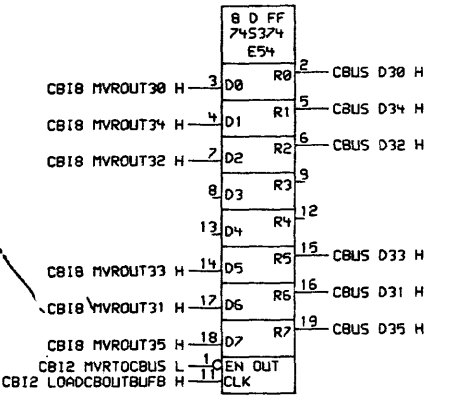 8 D FF
74S374
E54
CBI8 MVROUT30 H 3 D0 R0 2 CBUS D30 H
CBI8 MVROUT34 H 4 D1 R1 5 CBUS D34 H
CBI8 MVROUT32 H 7 D2 R2 6 CBUS D32 H
8 D3 R3 9
13 D4 R4 12
CBI8 MVROUT33 H 14 D5 R5 15 CBUS D33 H
CBI8 MVROUT31 H 17 D6 R6 16 CBUS D31 H
CBI8 MVROUT35 H 18 D7 R7 19 CBUS D35 H
CBI2 MVRTOCBUS L 1 EN OUT
CBI2 LOADCBOUTBUFB H 11 CLK